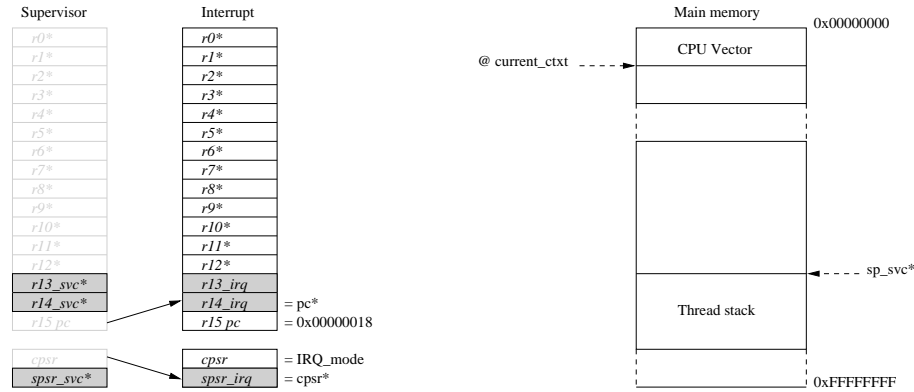 Supervisor
r0*
r1*
r2*
r3*
r4*
r5*
r6*
r7*
r8*
r9*
r10*
r11*
r12*
r13_svc*
r14_svc*
r15 pc
cpsr
spsr_svc*
Interrupt
r0*
r1*
r2*
r3*
r4*
r5*
r6*
r7*
r8*
r9*
r10*
r11*
r12*
r13_irq
r14_irq = pc*
r15 pc = 0x00000018
cpsr = IRQ_mode
spsr_irq = cpsr*
Main memory
0x00000000
CPU Vector
@ current_ctxt
sp_svc*
Thread stack
0xFFFFFFFF